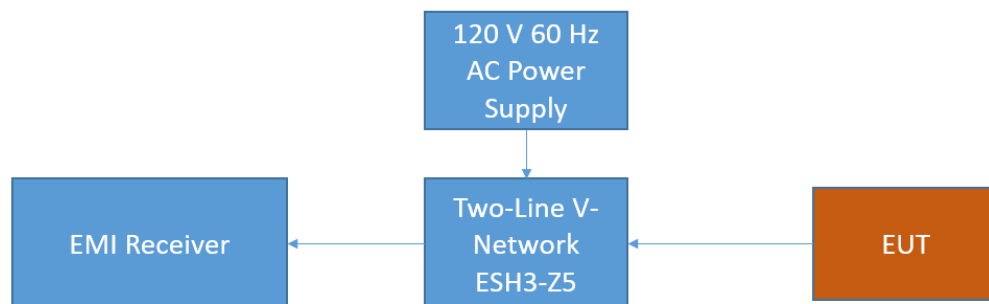 120 V 60 Hz
AC Power
Supply
EMI Receiver
Two-Line V-
Network
ESH3-Z5
EUT